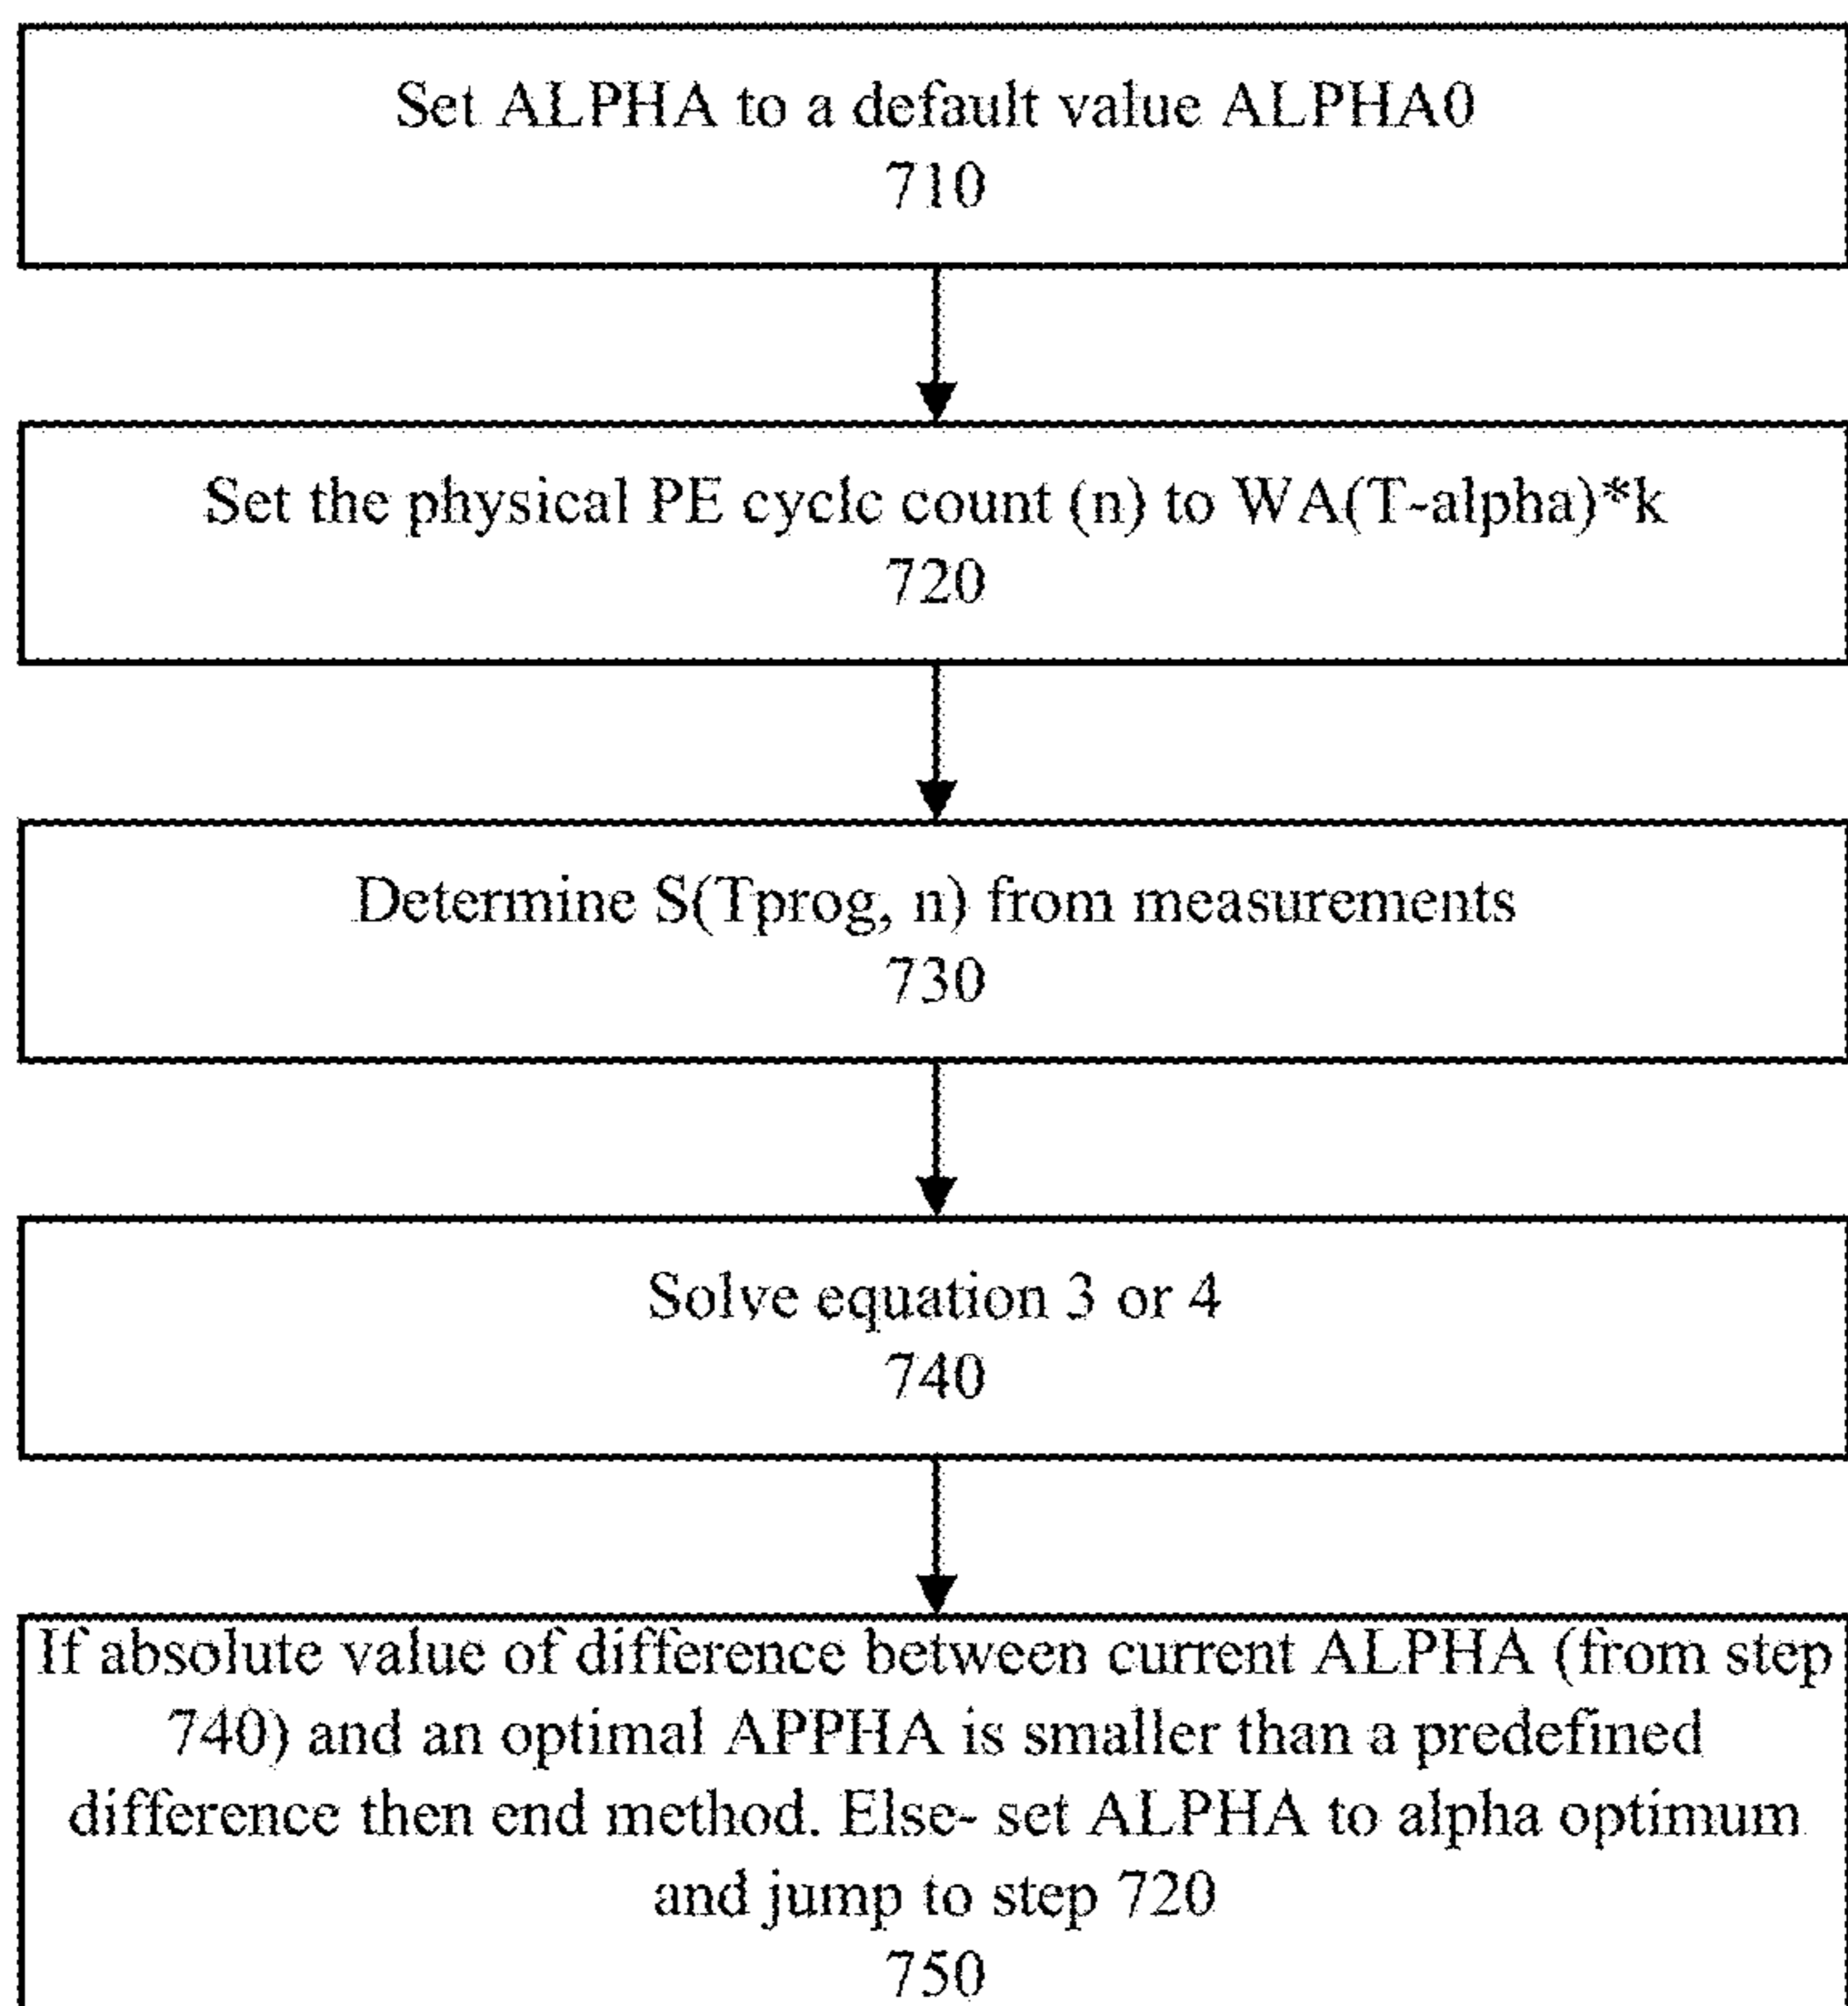 Set ALPHA to a default value ALPHA0
710
Set the physical PE cycle count (n) to WA(T-alpha)*k
720
Determine S(Tprog, n) from measurements
730
Solve equation 3 or 4
740
If absolute value of difference between current ALPHA (from step
740) and an optimal APPHA is smaller than a predefined
difference then end method. Else- set ALPHA to alpha optimum
and jump to step 720
750